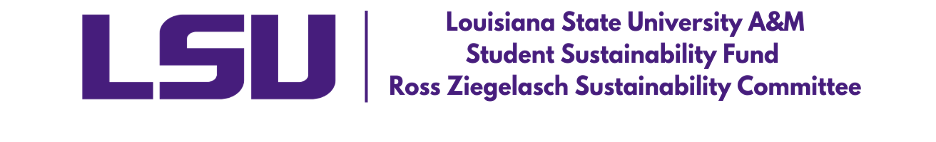 LSU
Louisiana State University A&M
Student Sustainability Fund
Ross Ziegelasch Sustainability Committee